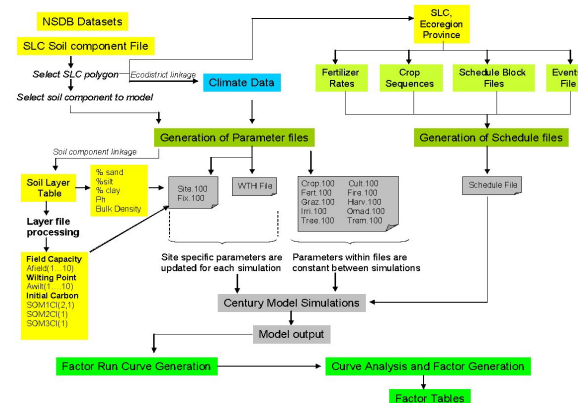 NSDB Datasets
SLC Soil component File
Select SLC polygon
Ecodistrict linkage
Select soil component to model
Climate Data
SLC,
Ecoregion
Province
Fertilizer
Rates
Crop
Sequences
Schedule Block
Files
Event
File
Generation of Parameter files
Generation of Schedule files
Soil component linkage
Soil Layer
Table
% sand
%silt
% clay
Ph
Bulk Density
Site.100
Fix.100
WTH File
Crop.100
Fert.100
Graz.100
Irri.100
Tree.100
Cult.100
Fire.100
Harv.100
Omad.100
Trem.100
Schedule File
Layer file
processing
Field Capacity
Afield(1...10)
Wilting Point
Awilt(1...10)
Initial Carbon
SOM1CI(2,1)
SOM2CI(1)
SOM3CI(1)
Site specific parameters are
updated for each simulation
Parameters within files are
constant between simulations
Century Model Simulations
Model output
Factor Run Curve Generation
Curve Analysis and Factor Generation
Factor Tables